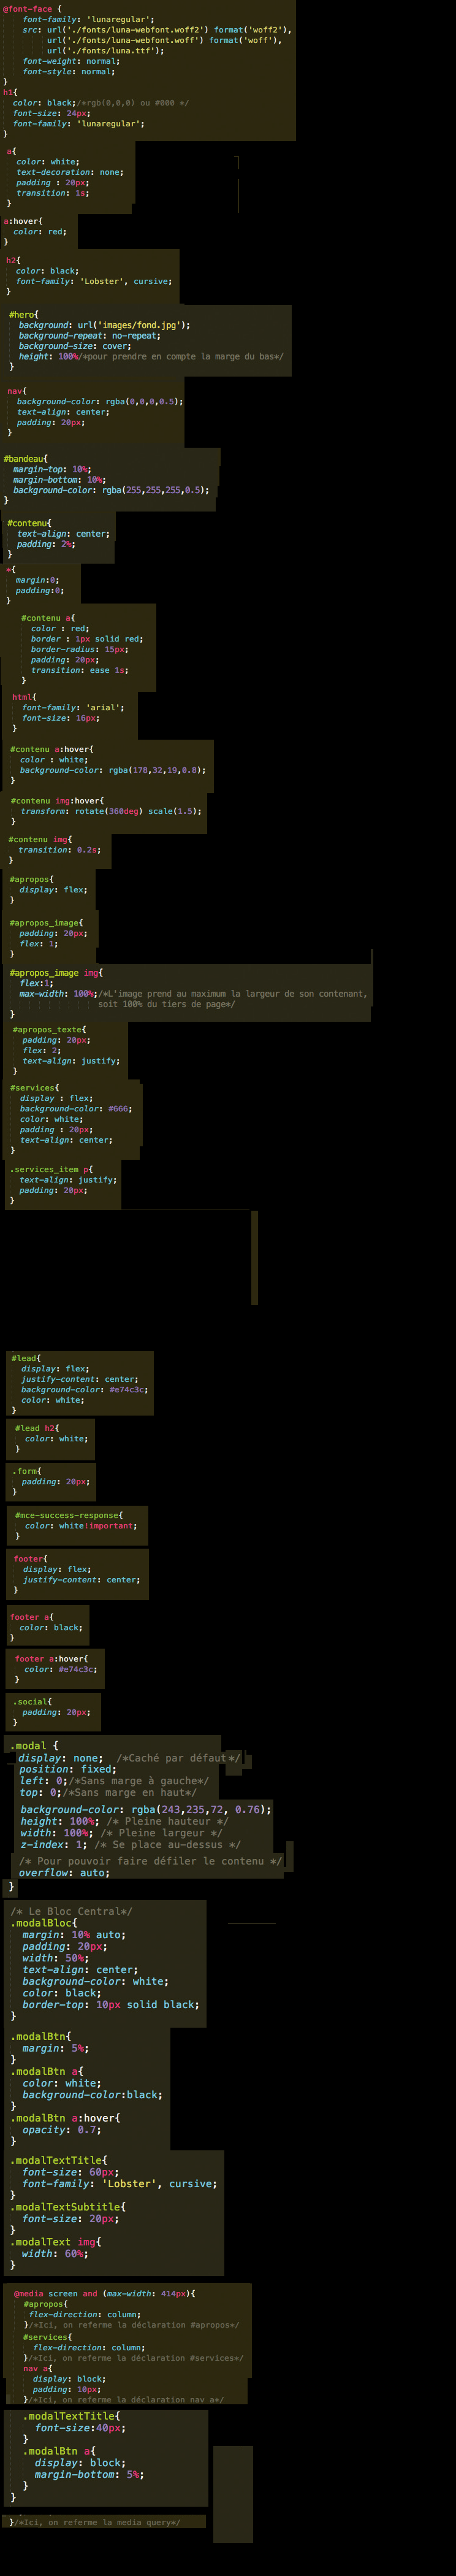 @font-face {
font-family: 'lunaregular';
src: url('./fonts/luna-webfont.woff2') format('woff2'),
url('./fonts/luna-webfont.woff') format('woff'),
url('./fonts/luna.ttf');
font-weight: normal;
font-style: normal;
}
h1{
color: black;/*rgb(0,0,0) ou #000 */
font-size: 24px;
font-family: 'lunaregular';
}
a{
color: white;
text-decoration: none;
padding : 20px;
transition: 1s;
}
a:hover{
color: red;
}
h2{
color: black;
font-family: 'Lobster', cursive;
}
#hero{
background: url('images/fond.jpg');
background-repeat: no-repeat;
background-size: cover;
height: 100%/*pour prendre en compte la marge du bas*/
}
nav{
background-color: rgba(0,0,0,0.5);
text-align: center;
padding: 20px;
}
#bandeau{
margin-top: 10%;
margin-bottom: 10%;
background-color: rgba(255,255,255,0.5);
}
#contenu{
text-align: center;
padding: 2%;
}
*{
margin:0;
padding:0;
}
#contenu a{
color : red;
border : 1px solid red;
border-radius: 15px;
padding: 20px;
transition: ease 1s;
}
html{
font-family: 'arial';
font-size: 16px;
}
#contenu a:hover{
color : white;
background-color: rgba(178,32,19,0.8);
}
#contenu img:hover{
transform: rotate(360deg) scale(1.5);
}
#contenu img{
transition: 0.2s;
}
#apropos{
display: flex;
}
#apropos_image{
padding: 20px;
flex: 1;
}
#apropos_image img{
flex:1;
max-width: 100%;/*L'image prend au maximum la largeur de son contenant,
soit 100% du tiers de page*/
}
#apropos_texte{
padding: 20px;
flex: 2;
text-align: justify;
}
#services{
display : flex;
background-color: #666;
color: white;
padding : 20px;
text-align: center;
}
.services_item p{
text-align: justify;
padding: 20px;
}
#lead{
display: flex;
justify-content: center;
background-color: #e74c3c;
color: white;
}
#lead h2{
color: white;
}
.form{
padding: 20px;
}
#mce-success-response{
color: white!important;
}
footer{
display: flex;
justify-content: center;
}
footer a{
color: black;
}
footer a:hover{
color: #e74c3c;
}
.social{
padding: 20px;
}
.modal {
display: none; /*Caché par défaut*/
position: fixed;
left: 0;/*Sans marge à gauche*/
top: 0;/*Sans marge en haut*/
background-color: rgba(243,235,72, 0.76);
height: 100%; /* Pleine hauteur */
width: 100%; /* Pleine largeur */
z-index: 1; /* Se place au-dessus */
/* Pour pouvoir faire défiler le contenu */
overflow: auto;
}
/* Le Bloc Central*/
.modalBloc{
margin: 10% auto;
padding: 20px;
width: 50%;
text-align: center;
background-color: white;
color: black;
border-top: 10px solid black;
}
.modalBtn{
margin: 5%;
}
.modalBtn a{
color: white;
background-color:black;
}
.modalBtn a:hover{
opacity: 0.7;
}
.modalTextTitle{
font-size: 60px;
font-family: 'Lobster', cursive;
}
.modalTextSubtitle{
font-size: 20px;
}
.modalText img{
width: 60%;
}
@media screen and (max-width: 414px){
#apropos{
flex-direction: column;
}/*Ici, on referme la déclaration #apropos*/
#services{
flex-direction: column;
}/*Ici, on referme la déclaration #services*/
nav a{
display: block;
padding: 10px;
}/*Ici, on referme la déclaration nav a*/
.modalTextTitle{
font-size:40px;
}
.modalBtn a{
display: block;
margin-bottom: 5%;
}
}
}/*Ici, on referme la media query*/